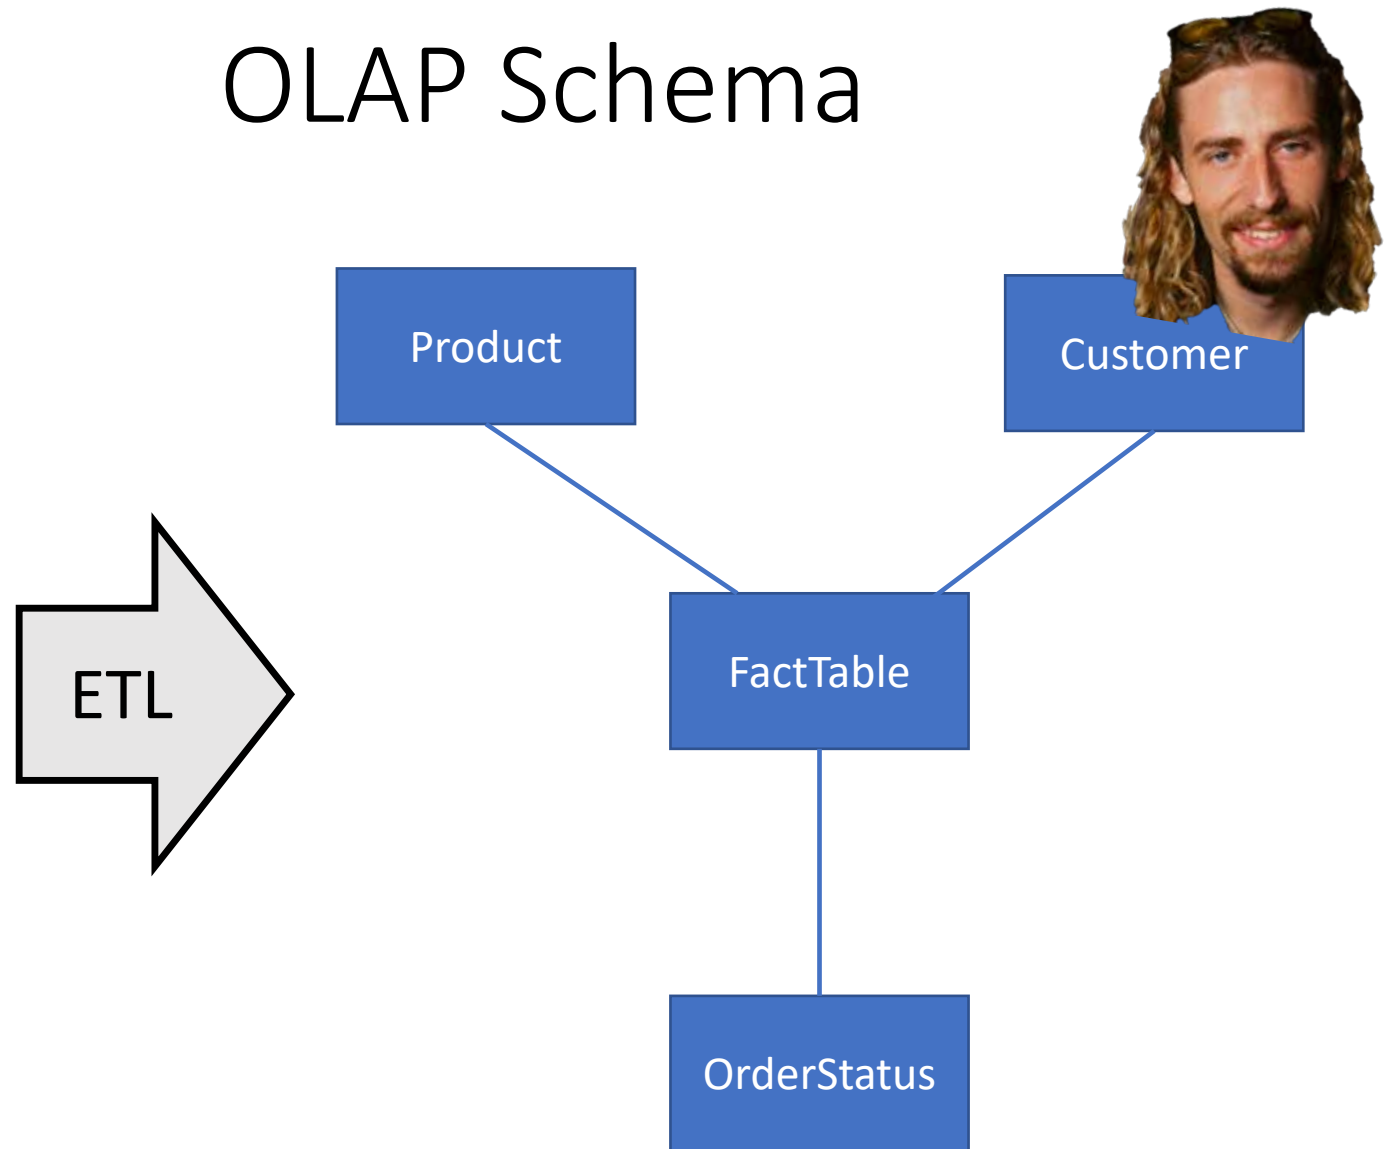 OLAP Schema
Product
Customer
ETL
FactTable
OrderStatus